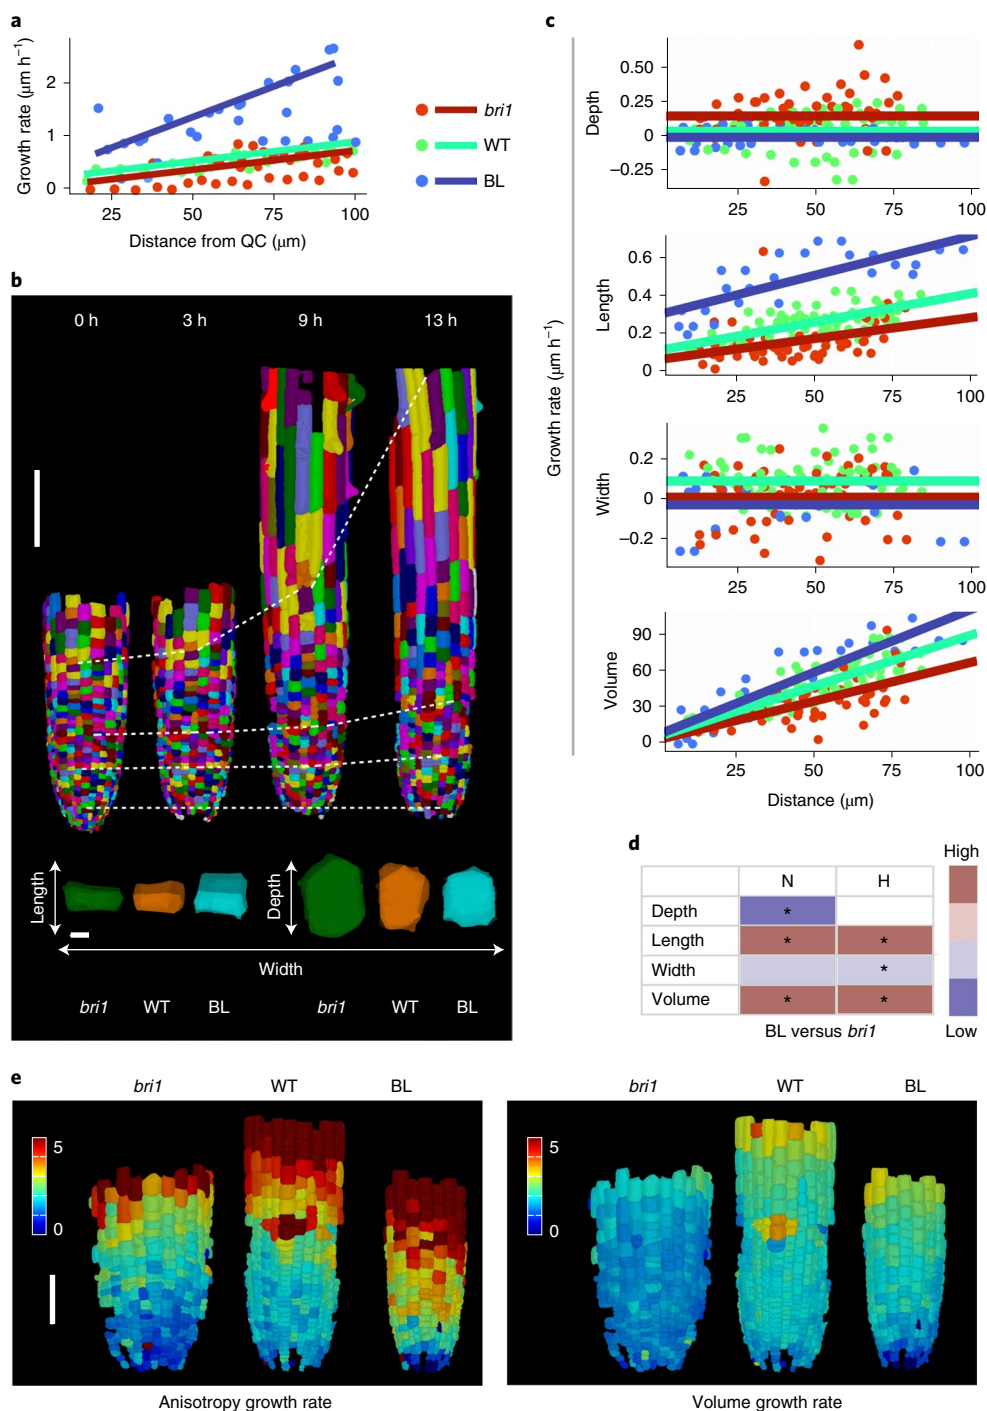 a
Growth rate (μm h⁻¹)
2
1
0
25 50 75 100
Distance from QC (μm)
bri1
WT
BL
b
0 h 3 h 9 h 13 h
Length
Depth
Width
bri1 WT BL bri1 WT BL
c
Growth rate (μm h⁻¹)
Depth
0.50
0.25
0
–0.25
25 50 75 100
Length
0.6
0.4
0.2
0
25 50 75 100
Width
0.2
0
–0.2
25 50 75 100
Volume
90
60
30
0
25 50 75 100
Distance (μm)
d
High
N H
Depth *
Length * *
Width *
Volume * *
BL versus bri1
Low
e
bri1 WT BL
5
0
Anisotropy growth rate
bri1 WT BL
5
0
Volume growth rate